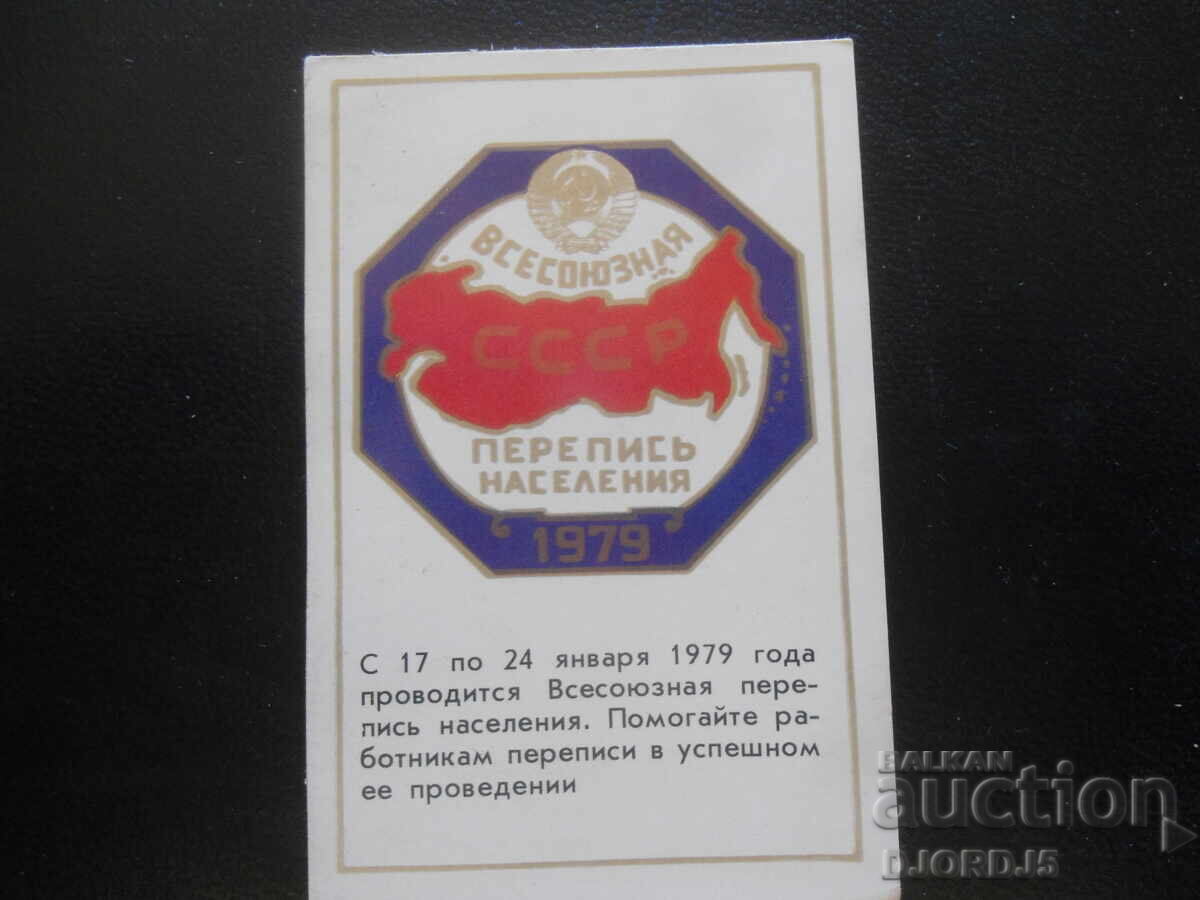 ВСЕСОЮЗНАЯ
СССР
ПЕРЕПИСЬ
НАСЕЛЕНИЯ
1979
С 17 по 24 января 1979 года
проводится Всесоюзная пере-
пись населения. Помогайте ра-
ботникам переписи в успешном
ее проведении
BALKAN
auction
DJORDJ5